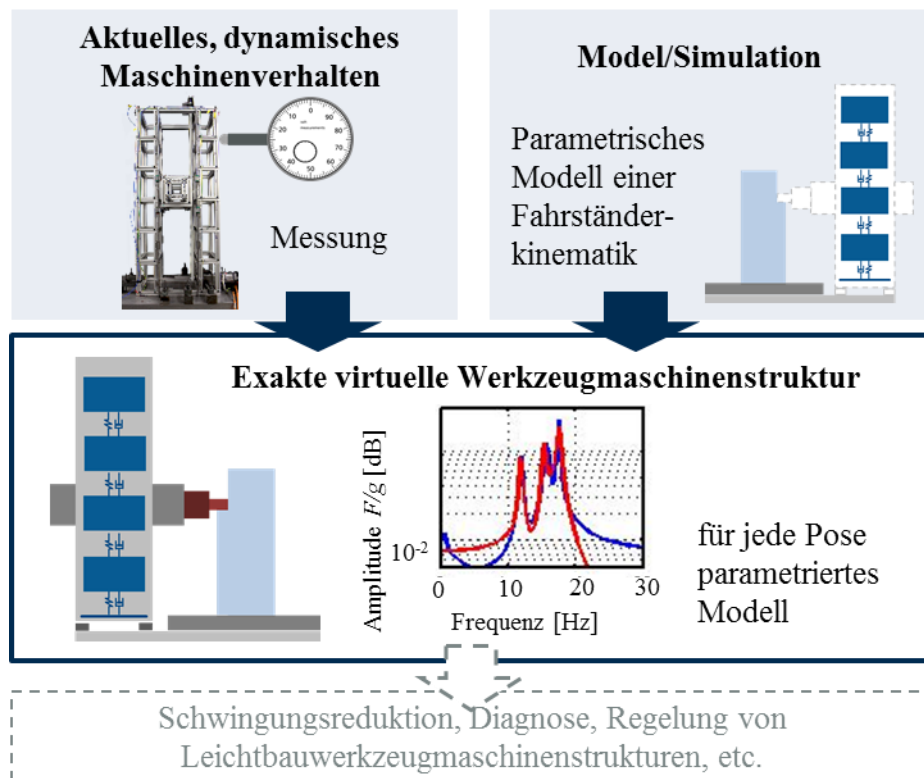 Aktuelles, dynamisches
Maschinenverhalten
Messung
Model/Simulation
Parametrisches
Modell einer
Fahrständer-
kinematik
Exakte virtuelle Werkzeugmaschinenstruktur
Amplitude F/g [dB]
10-2
0 10 20 30
Frequenz [Hz]
für jede Pose
parametriertes
Modell
Schwingungsreduktion, Diagnose, Regelung von
Leichtbauwerkzeugmaschinenstrukturen, etc.